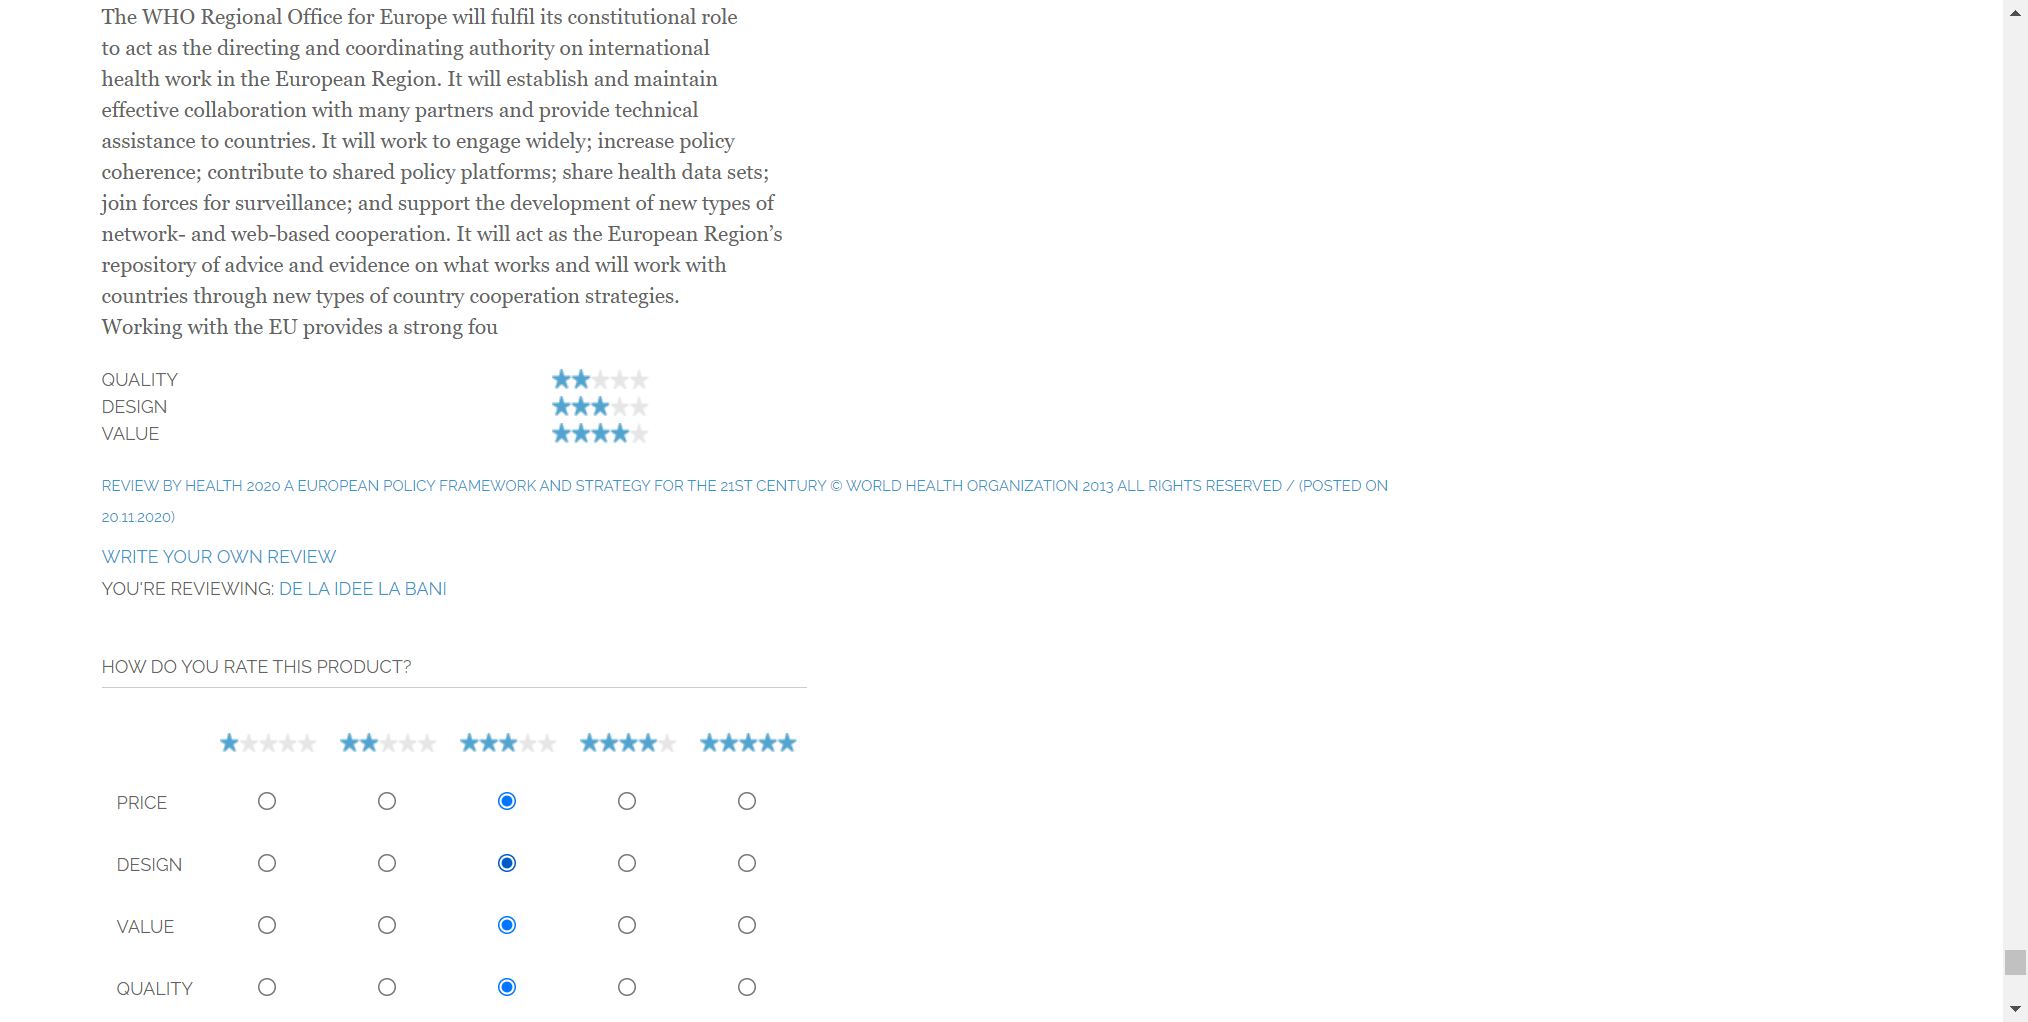 The WHO Regional Office for Europe will fulfil its constitutional role
to act as the directing and coordinating authority on international
health work in the European Region. It will establish and maintain
effective collaboration with many partners and provide technical
assistance to countries. It will work to engage widely; increase policy
coherence; contribute to shared policy platforms; share health data sets;
join forces for surveillance; and support the development of new types of
network- and web-based cooperation. It will act as the European Region’s
repository of advice and evidence on what works and will work with
countries through new types of country cooperation strategies.
Working with the EU provides a strong fou
QUALITY
DESIGN
VALUE
REVIEW BY HEALTH 2020 A EUROPEAN POLICY FRAMEWORK AND STRATEGY FOR THE 21ST CENTURY © WORLD HEALTH ORGANIZATION 2013 ALL RIGHTS RESERVED / (POSTED ON
20.11.2020)
WRITE YOUR OWN REVIEW
YOU'RE REVIEWING: DE LA IDEE LA BANI
HOW DO YOU RATE THIS PRODUCT?
PRICE
DESIGN
VALUE
QUALITY